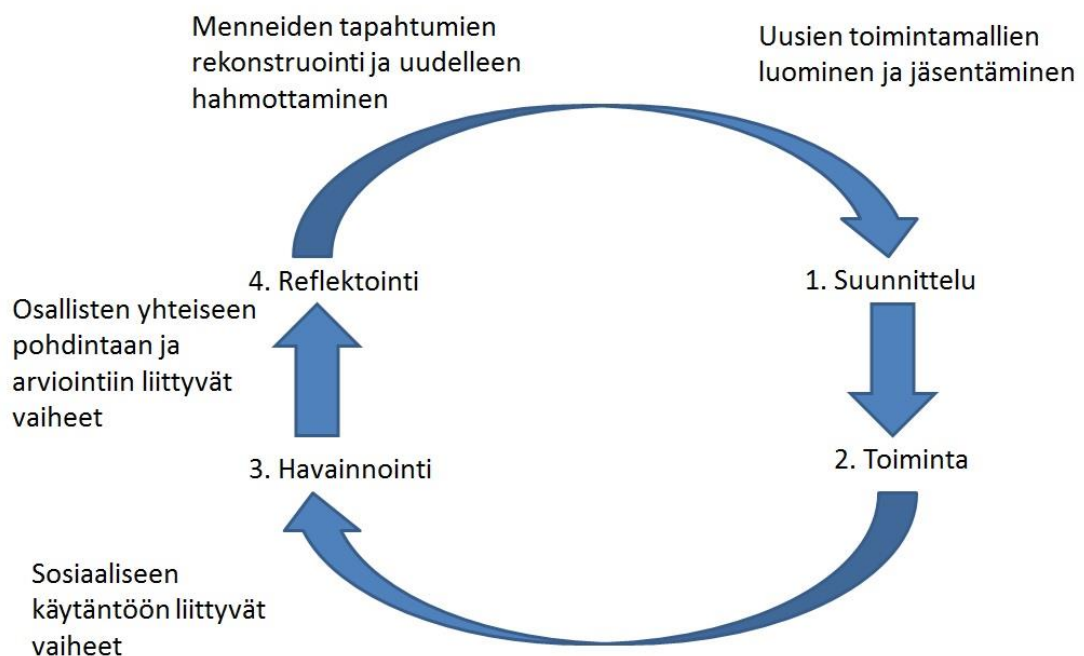 Menneiden tapahtumien
rekonstruointi ja uudelleen
hahmottaminen
Uusien toimintamallien
luominen ja jäsentäminen
4. Reflektointi
1. Suunnittelu
Osallisten yhteiseen
pohdintaan ja
arviointiin liittyvät
vaiheet
3. Havainnointi
2. Toiminta
Sosiaaliseen
käytäntöön liittyvät
vaiheet